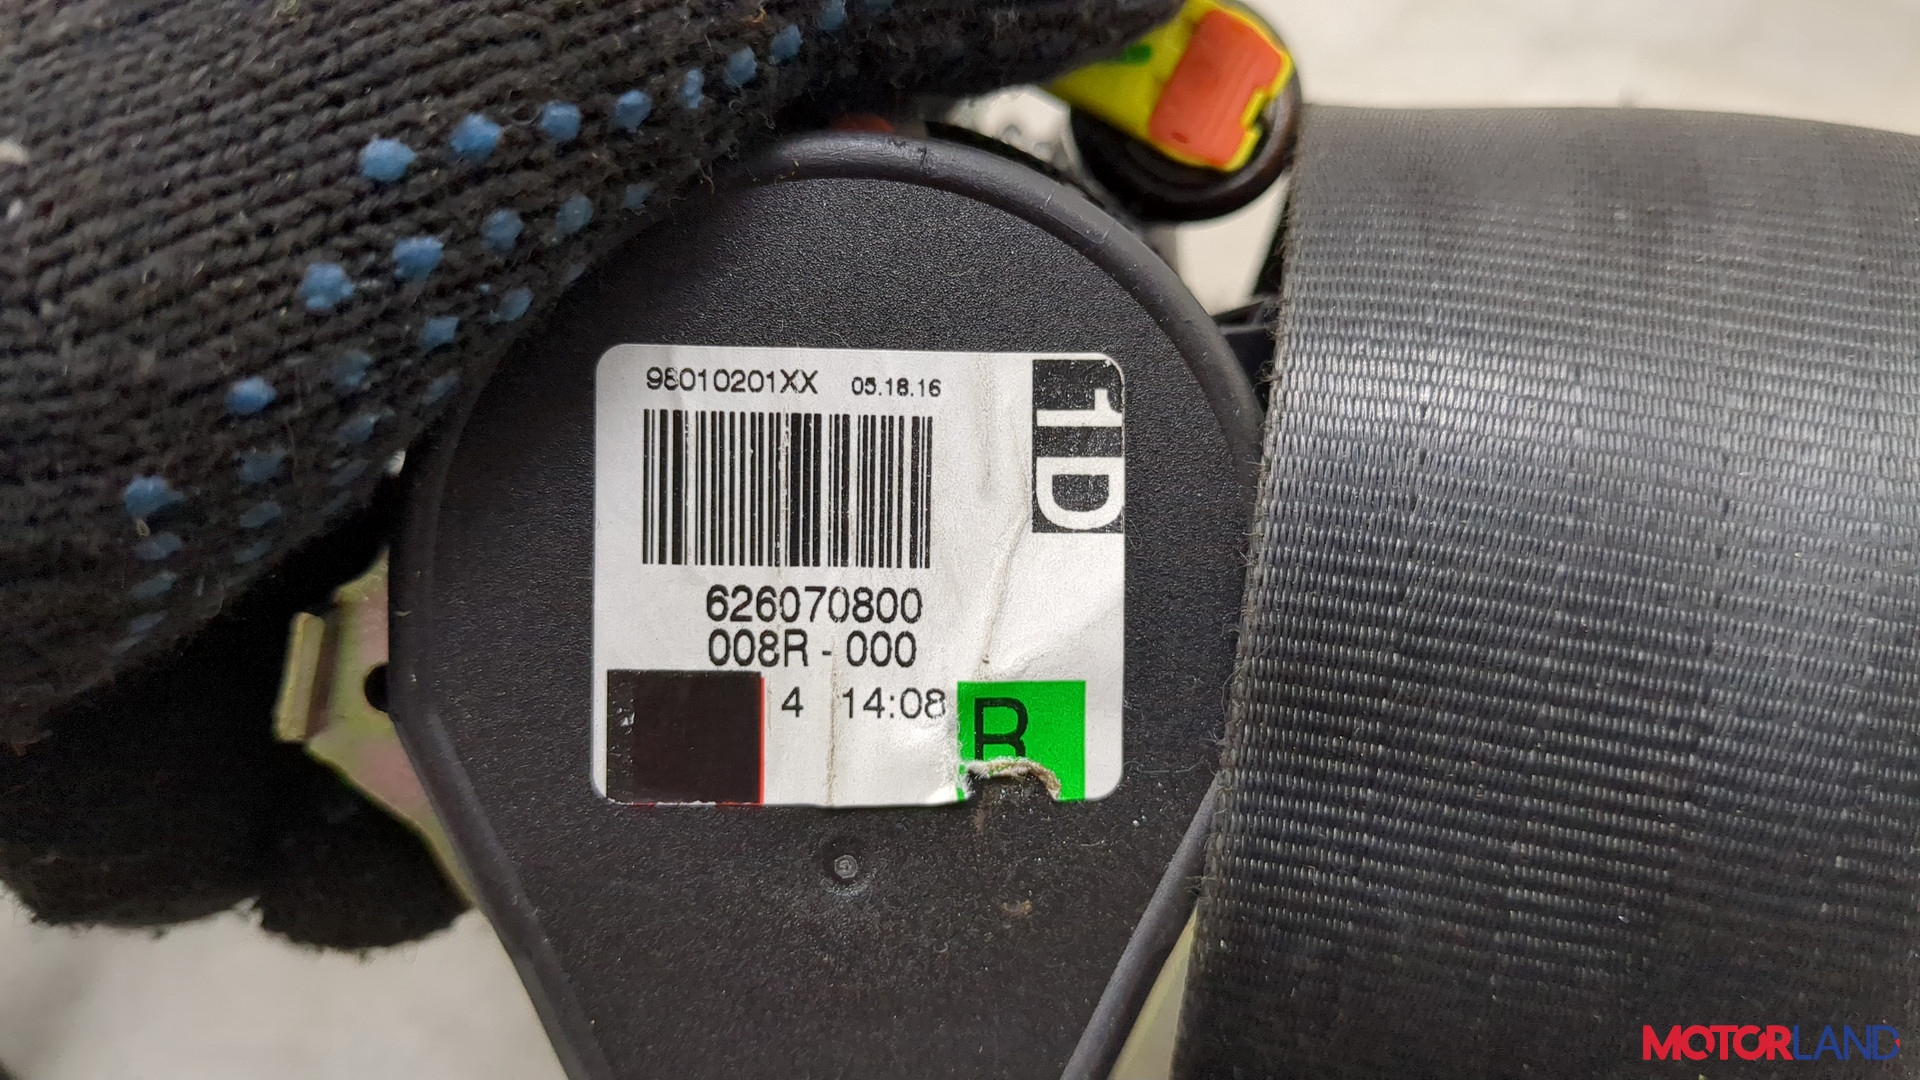 98010201XX 05.18.16
1D
626070800
008R - 000
4 14:08 R
MOTORLAND